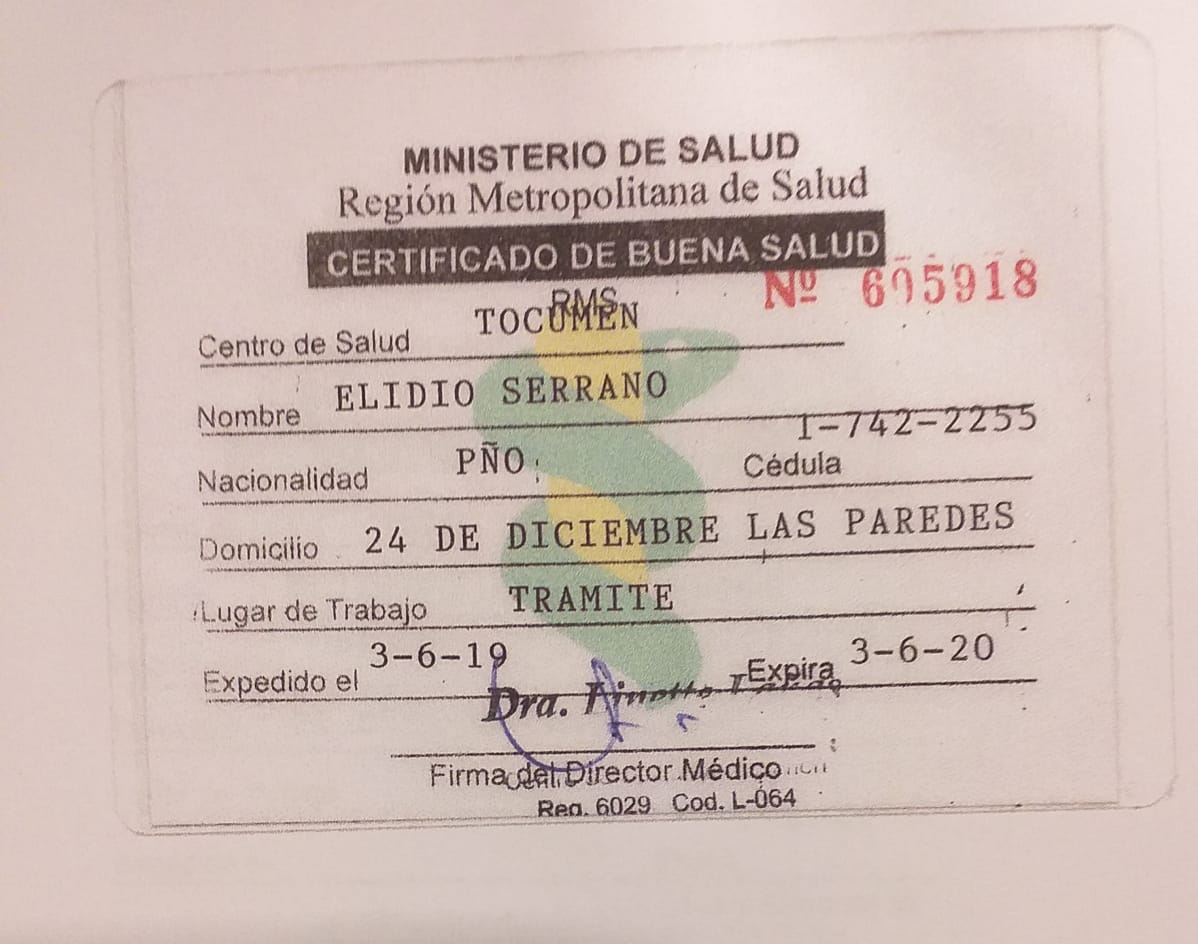 MINISTERIO DE SALUD
Región Metropolitana de Salud
CERTIFICADO DE BUENA SALUD
Nº 605918
RMS
Centro de Salud TOCUMEN
Nombre ELIDIO SERRANO
1-742-2255
Nacionalidad PÑO. Cédula
Domicilio 24 DE DICIEMBRE LAS PAREDES
Lugar de Trabajo TRAMITE
Expedido el 3-6-19 Expira 3-6-20
Dra.
Firma del Director Médico
Reg. 6029 Cod. L-064